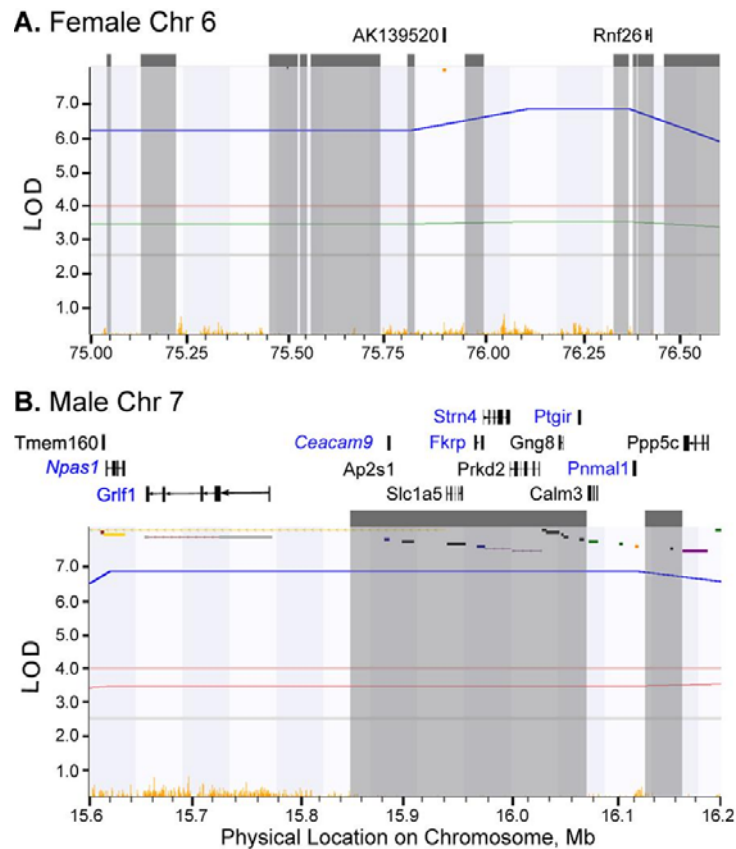 A. Female Chr 6
AK139520 Rnf26
7.0
6.0
5.0
4.0
3.0
2.0
1.0
LOD
75.00 75.25 75.50 75.75 76.00 76.25 76.50
B. Male Chr 7
Strn4 Ptgir
Tmem160 Ceacam9 Fkrp Gng8 Ppp5c
Npas1 Ap2s1 Prkd2 Pnmal1
Grlf1 Slc1a5 Calm3
7.0
6.0
5.0
4.0
3.0
2.0
1.0
LOD
15.6 15.7 15.8 15.9 16.0 16.1 16.2
Physical Location on Chromosome, Mb